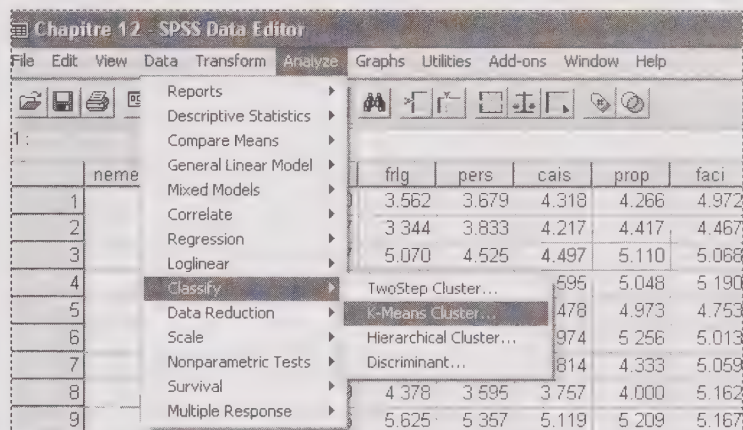 Chapitre 12 - SPSS Data Editor
File Edit View Data Transform Analyze Graphs Utilities Add-ons Window Help
1 :
Reports
Descriptive Statistics
Compare Means
General Linear Model
Mixed Models
Correlate
Regression
Loglinear
Classify
Data Reduction
Scale
Nonparametric Tests
Survival
Multiple Response
TwoStep Cluster...
K-Means Cluster...
Hierarchical Cluster...
Discriminant...
neme frlg pers cais prop faci
1 3.562 3.679 4.318 4.266 4.972
2 3.344 3.833 4.217 4.417 4.467
3 5.070 4.525 4.497 5.110 5.068
4 595 5.048 5.190
5 478 4.973 4.753
6 974 5.256 5.013
7 814 4.333 5.059
8 4.378 3.595 3.757 4.000 5.162
9 5.625 5.357 5.119 5.209 5.167